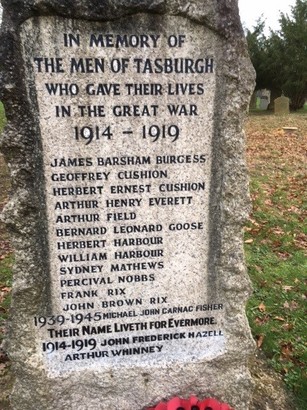 IN MEMORY OF
THE MEN OF TASBURGH
WHO GAVE THEIR LIVES
IN THE GREAT WAR
1914 - 1919
JAMES BARSHAM BURGESS
GEOFFREY CUSHION
HERBERT ERNEST CUSHION
ARTHUR HENRY EVERETT
ARTHUR FIELD
BERNARD LEONARD GOOSE
HERBERT HARBOUR
WILLIAM HARBOUR
SYDNEY MATHEWS
PERCIVAL NOBBS
FRANK RIX
JOHN BROWN RIX
1939-1945 MICHAEL JOHN CARNAC FISHER
THEIR NAME LIVETH FOR EVERMORE.
1914-1919 JOHN FREDERICK HAZELL
ARTHUR WHINNEY